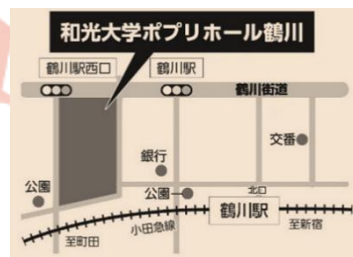 和光大学ポプリホール鶴川
鶴川駅西口
鶴川駅
鶴川街道
交番
銀行
公園
公園
北口
鶴川駅
小田急線
至町田
至新宿